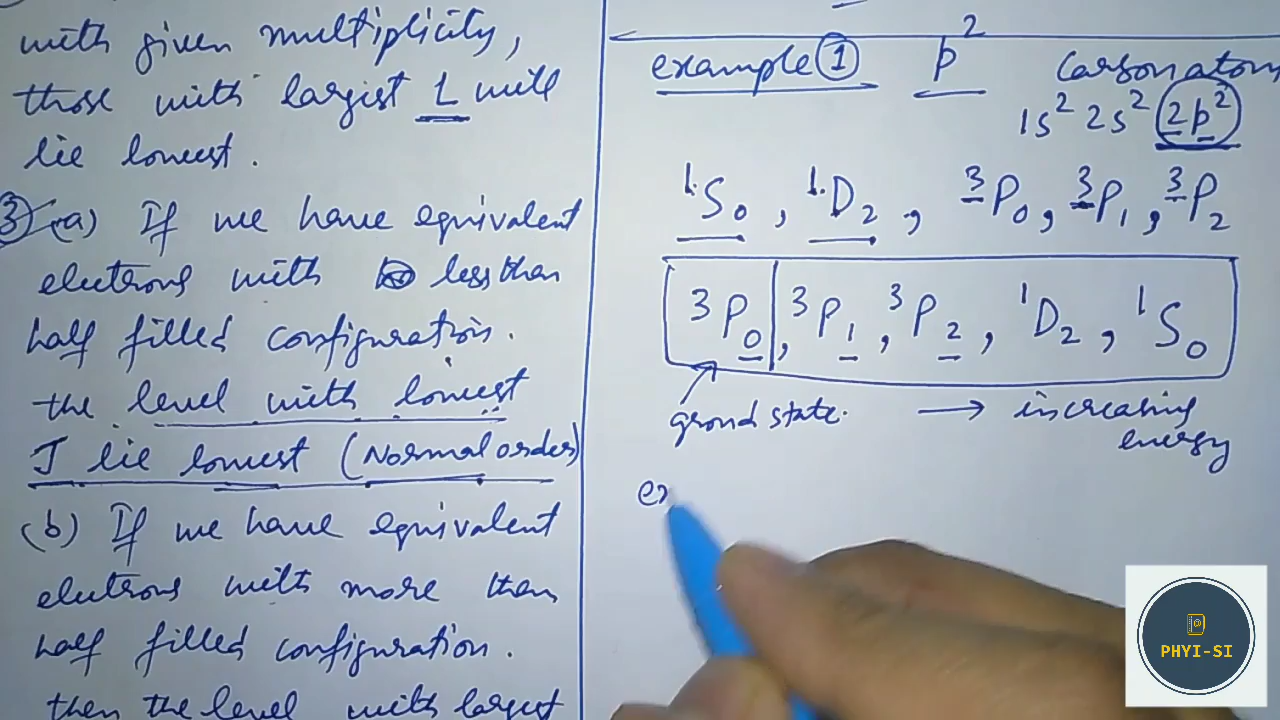 with given multiplicity,
those with largist L will
lie lowest.
3 (a) If we have equivalent
electrons with less than
half filled configuration.
the level with lowest
J lie lowest (Normal order)
(b) If we have equivalent
electrons with more then
half filled configuration.
then the level with largest
example ① p²
Carbon atom
1s² 2s² 2p²
¹S₀ , ¹D₂ , ³P₀, ³P₁, ³P₂
³P₀, ³P₁, ³P₂, ¹D₂, ¹S₀
ground state. → increasing
energy
ex
PHYI-SI